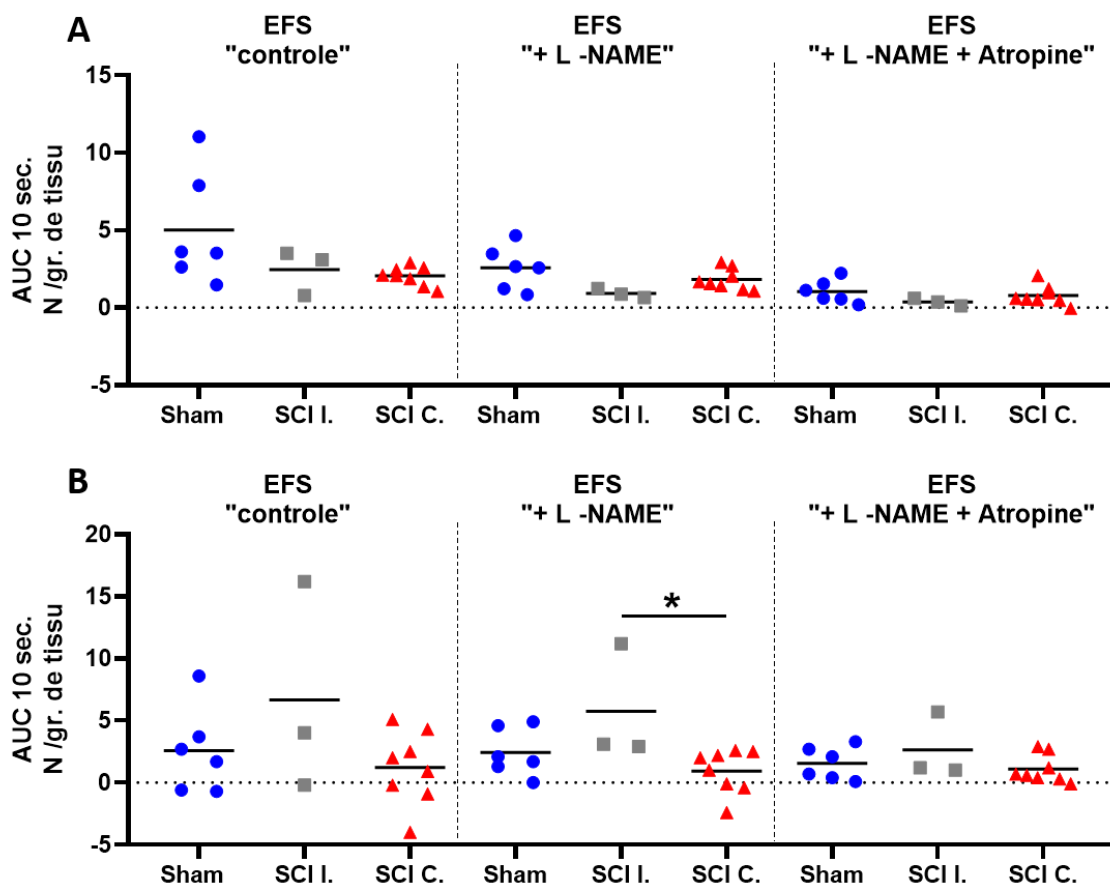 A
EFS
"controle"
EFS
"+ L -NAME"
EFS
"+ L -NAME + Atropine"
AUC 10 sec.
N /gr. de tissu
15
10
5
0
-5
Sham
SCI I.
SCI C.
Sham
SCI I.
SCI C.
Sham
SCI I.
SCI C.
B
EFS
"controle"
EFS
"+ L -NAME"
EFS
"+ L -NAME + Atropine"
AUC 10 sec.
N /gr. de tissu
20
15
10
5
0
-5
*
Sham
SCI I.
SCI C.
Sham
SCI I.
SCI C.
Sham
SCI I.
SCI C.